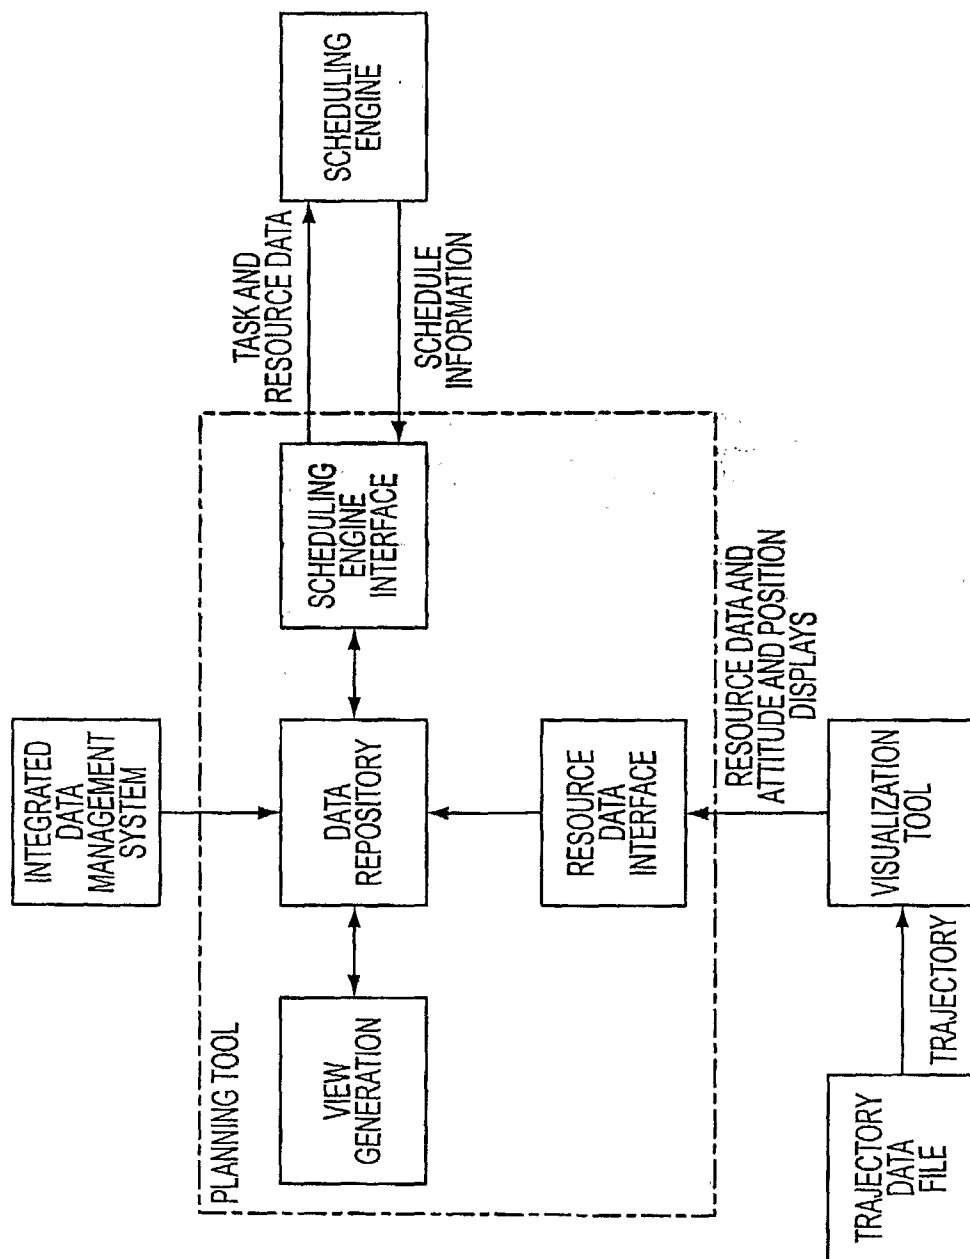 INTEGRATED
DATA
MANAGEMENT
SYSTEM
PLANNING TOOL
VIEW
GENERATION
DATA
REPOSITORY
SCHEDULING
ENGINE
INTERFACE
TASK AND
RESOURCE DATA
SCHEDULE
INFORMATION
SCHEDULING
ENGINE
RESOURCE
DATA
INTERFACE
RESOURCE DATA AND
ATTITUDE AND POSITION
DISPLAYS
TRAJECTORY
DATA
FILE
TRAJECTORY
VISUALIZATION
TOOL